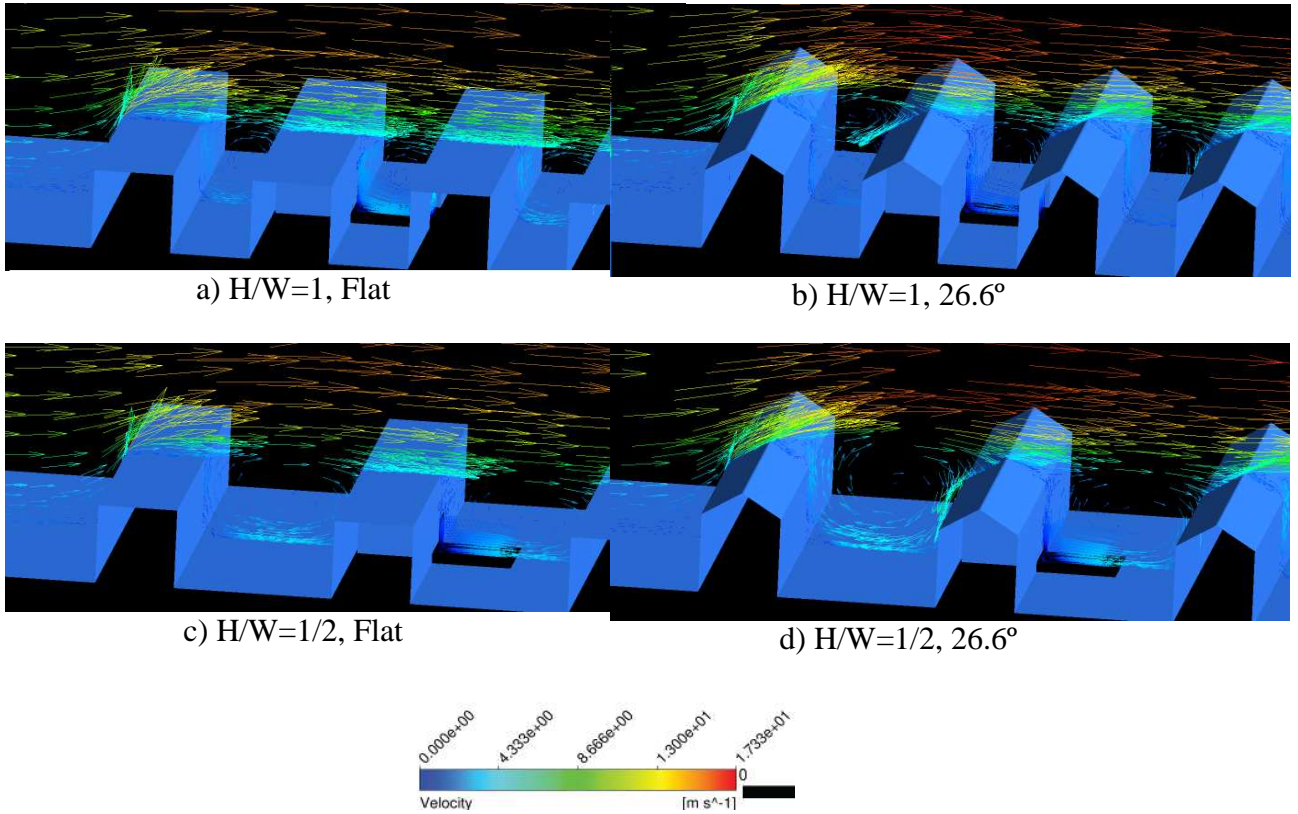 a) H/W=1, Flat
b) H/W=1, 26.6º
c) H/W=1/2, Flat
d) H/W=1/2, 26.6º
0.000e+00 4.333e+00 8.666e+00 1.300e+01 1.733e+01
0
Velocity [m s^-1]